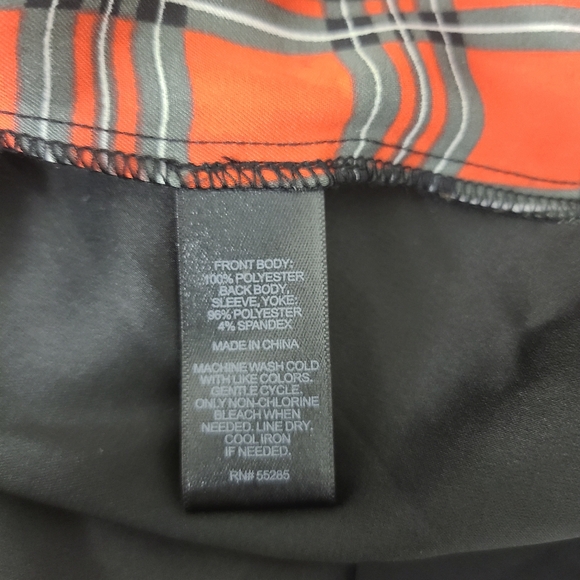 FRONT BODY:
100% POLYESTER
BACK BODY,
SLEEVE, YOKE:
96% POLYESTER
4% SPANDEX
MADE IN CHINA
MACHINE WASH COLD
WITH LIKE COLORS.
GENTLE CYCLE.
ONLY NON-CHLORINE
BLEACH WHEN
NEEDED. LINE DRY.
COOL IRON
IF NEEDED.
RN# 55285